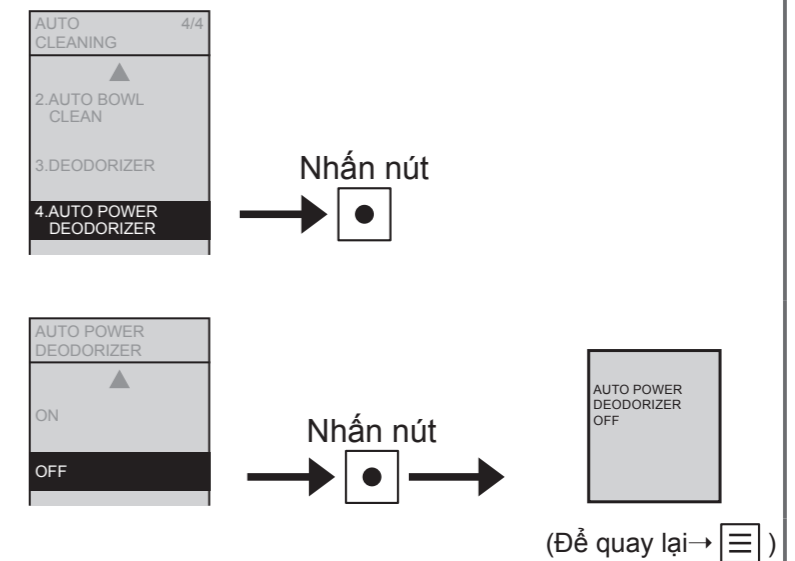 AUTO 4/4
CLEANING
2.AUTO BOWL
CLEAN
3.DEODORIZER
4.AUTO POWER
DEODORIZER
Nhấn nút
AUTO POWER
DEODORIZER
ON
OFF
Nhấn nút
AUTO POWER
DEODORIZER
OFF
(Để quay lại→ )